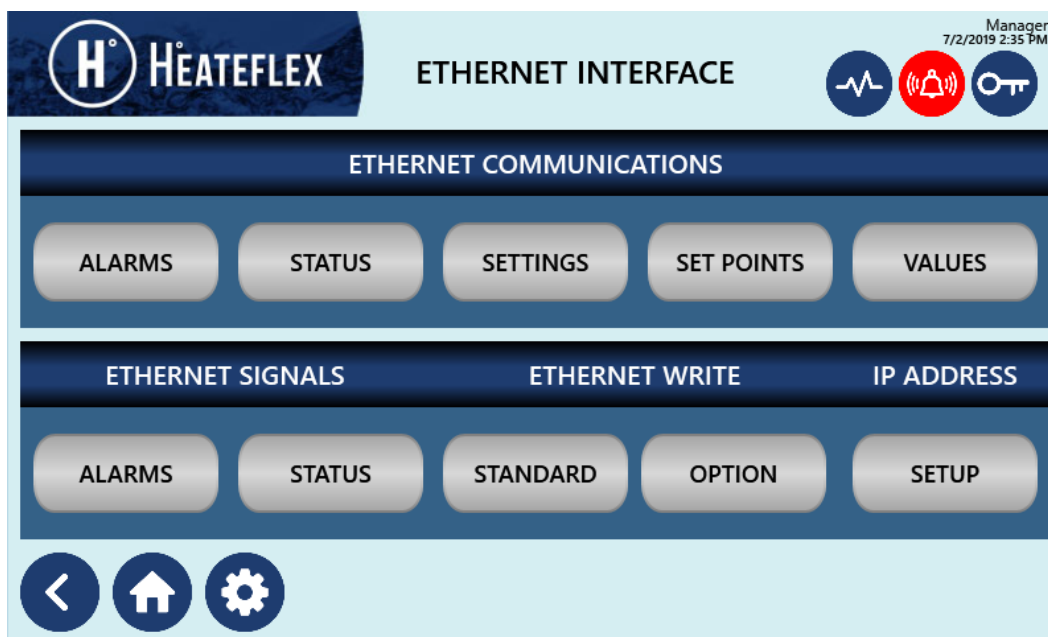 Manager
7/2/2019 2:35 PM
H° HEATEFLEX
ETHERNET INTERFACE
ETHERNET COMMUNICATIONS
ALARMS STATUS SETTINGS SET POINTS VALUES
ETHERNET SIGNALS ETHERNET WRITE IP ADDRESS
ALARMS STATUS STANDARD OPTION SETUP